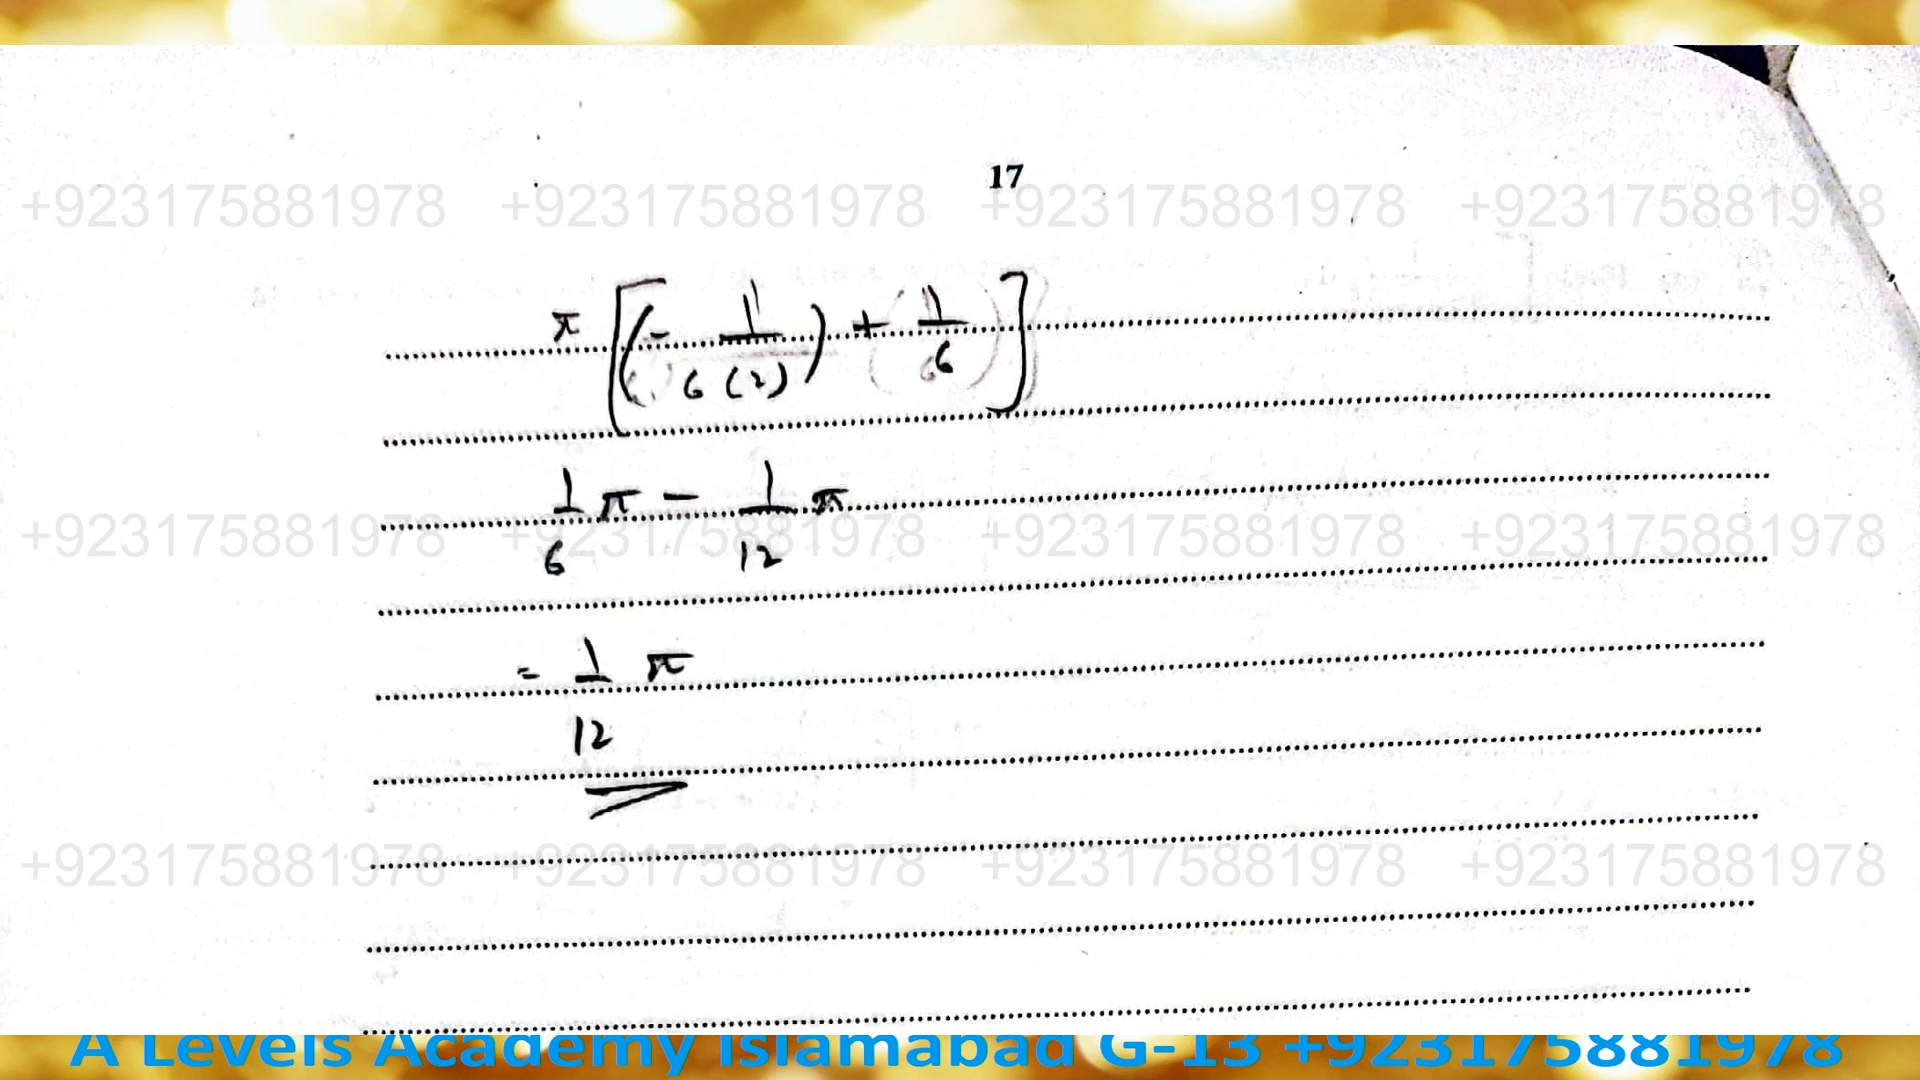 17
+923175881978 +923175881978 +923175881978 +923175881978
π [(- 1/6(2)) + 1/6]
1/6 π - 1/12 π
+923175881978 +923175881978 +923175881978 +923175881978
= 1/12 π
+923175881978 +923175881978 +923175881978 +923175881978
A Levels Academy Islamabad G-13 +923175881978